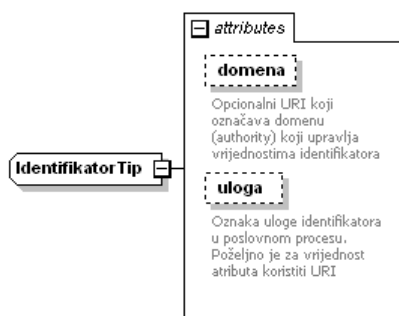 attributes
domena
Opcionalni URI koji
označava domenu
(authority) koji upravlja
vrijednostima identifikatora
IdentifikatorTip
uloga
Oznaka uloge identifikatora
u poslovnom procesu.
Poželjno je za vrijednost
atributa koristiti URI